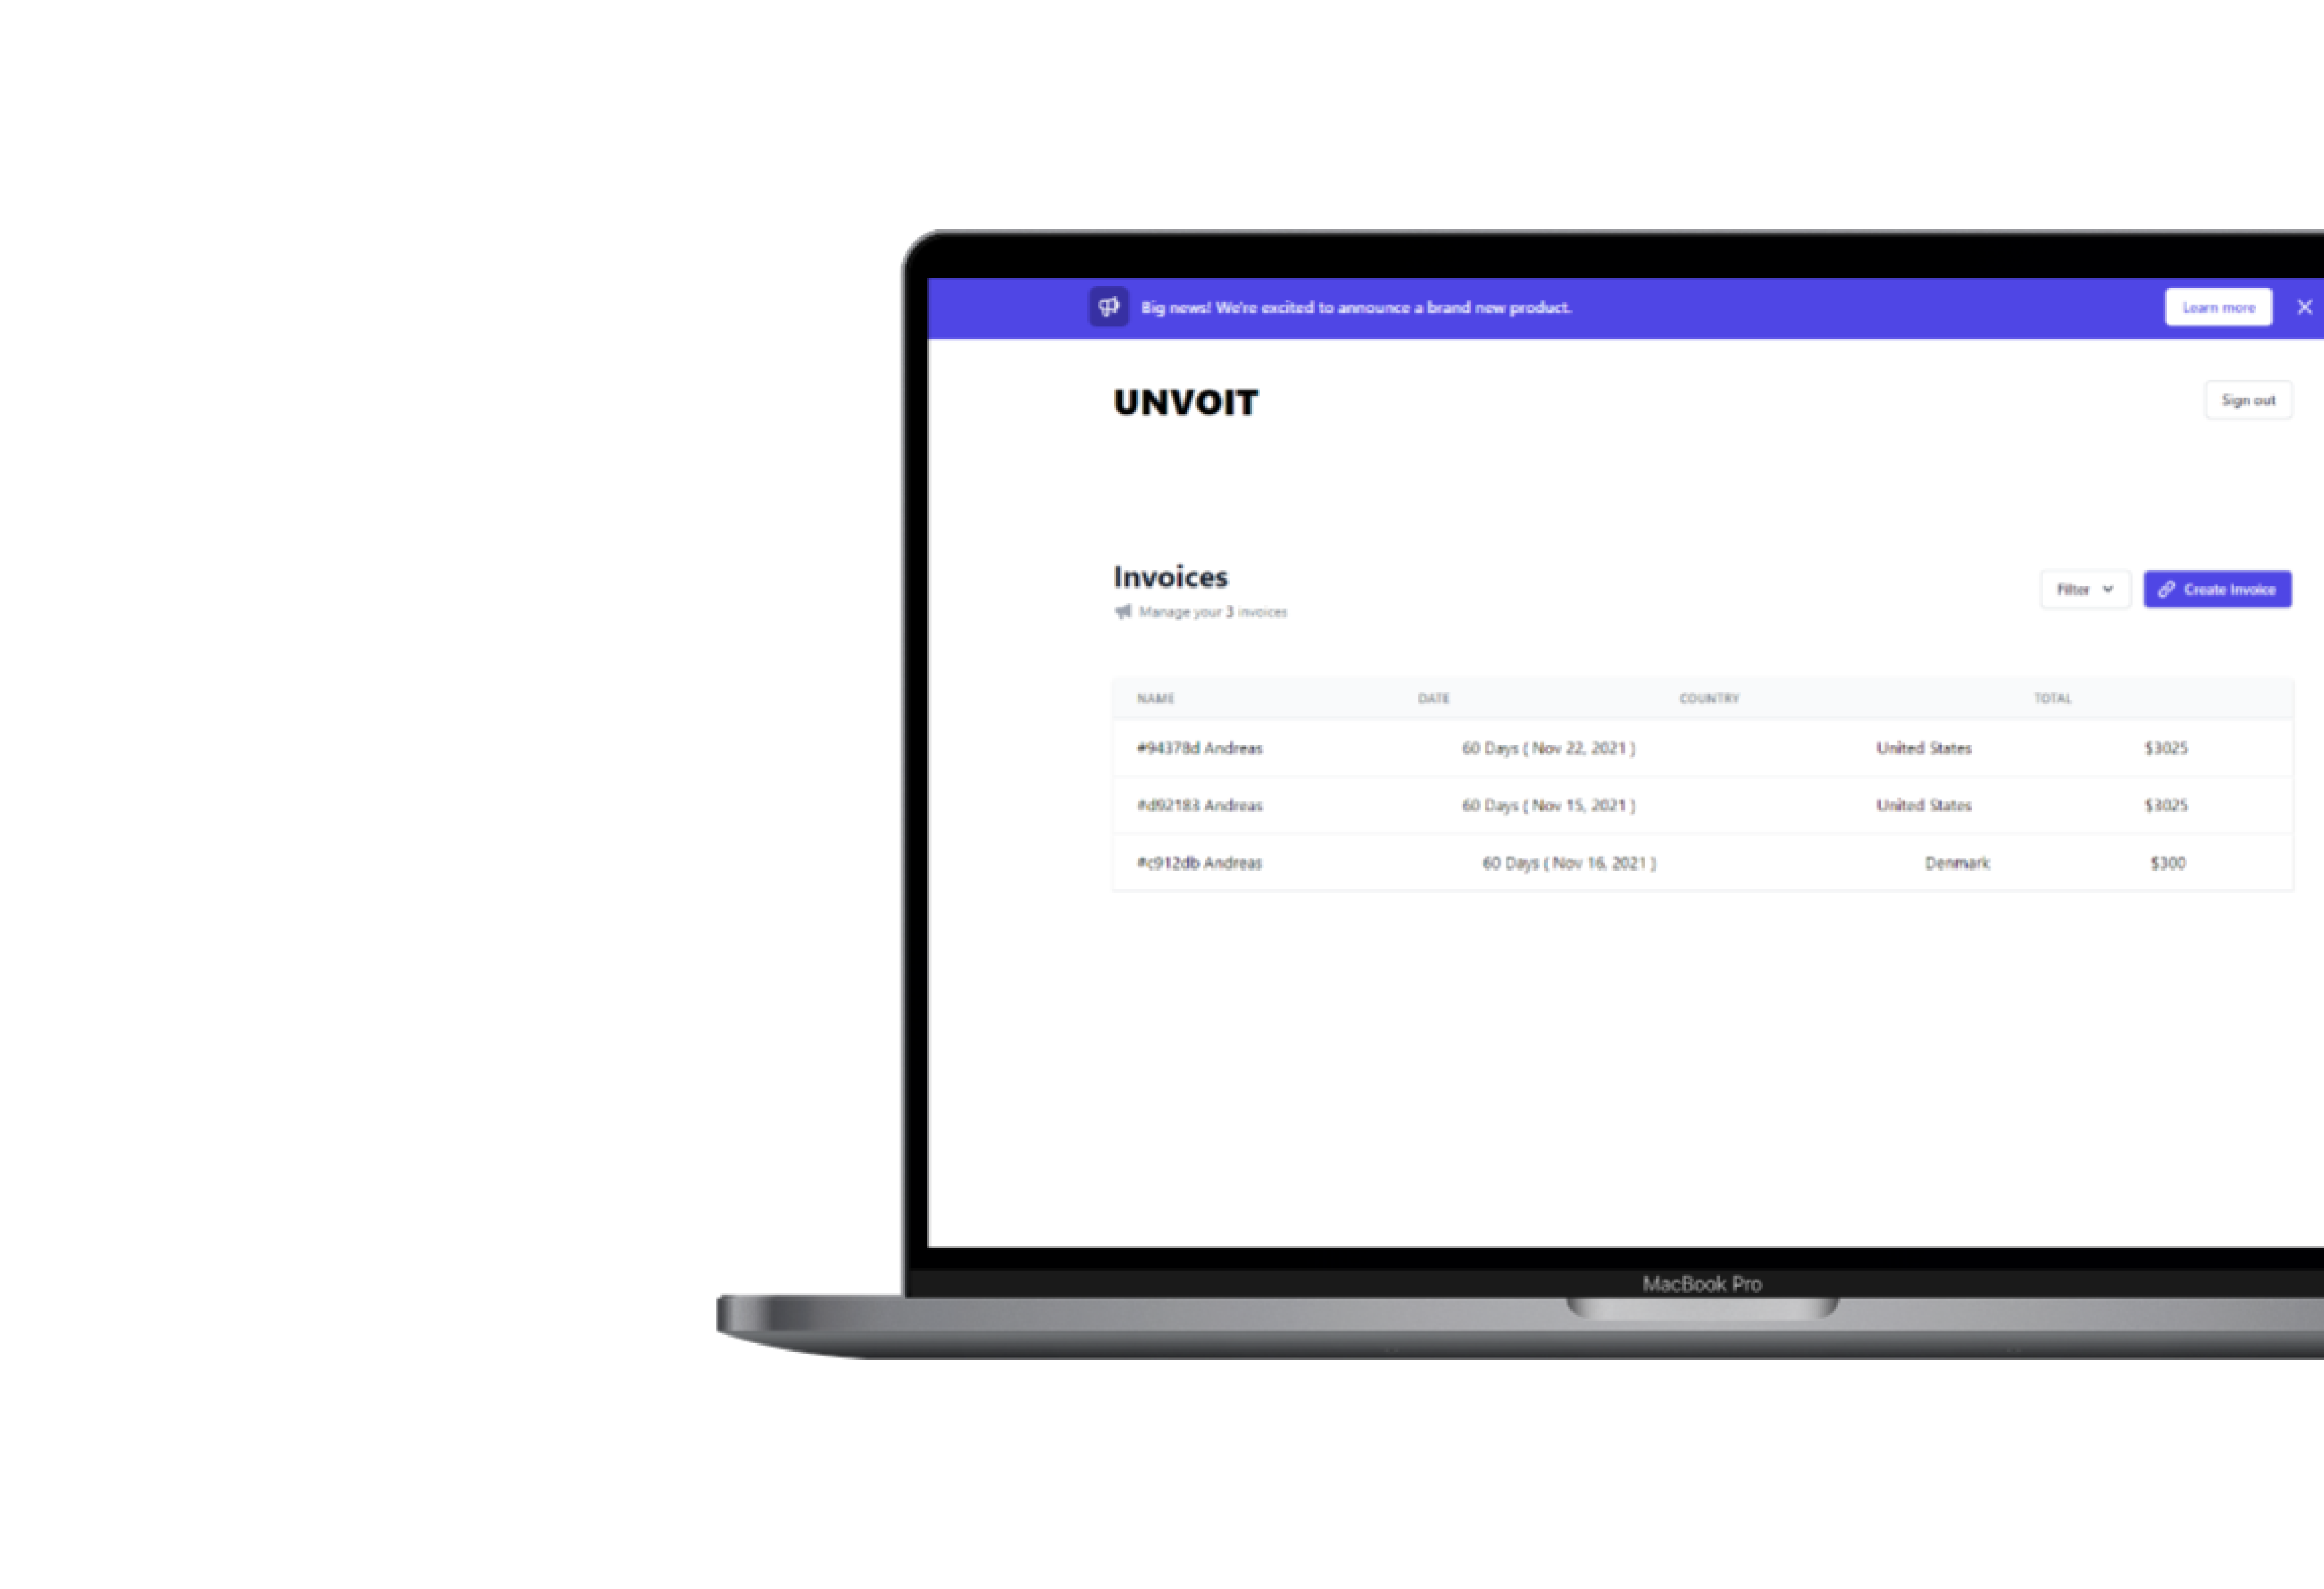 Big news! We're excited to announce a brand new product.
Learn more
UNVOIT
Sign out
Invoices
Manage your 3 invoices
Filter
Create Invoice
NAME DATE COUNTRY TOTAL
#94378d Andreas 60 Days ( Nov 22, 2021 ) United States $3025
#d92183 Andreas 60 Days ( Nov 15, 2021 ) United States $3025
#c912db Andreas 60 Days ( Nov 16, 2021 ) Denmark $300
MacBook Pro